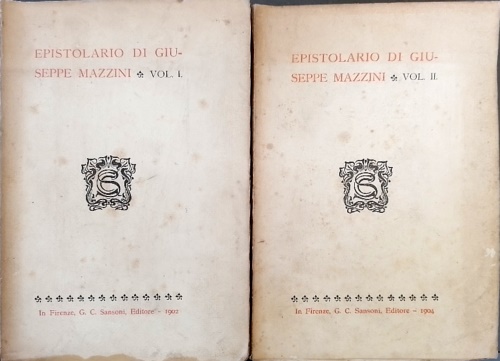 EPISTOLARIO DI GIU-
SEPPE MAZZINI ❉ VOL. I.
In Firenze, G. C. Sansoni, Editore - 1902
EPISTOLARIO DI GIU-
SEPPE MAZZINI ❉ VOL. II.
In Firenze, G. C. Sansoni, Editore - 1904